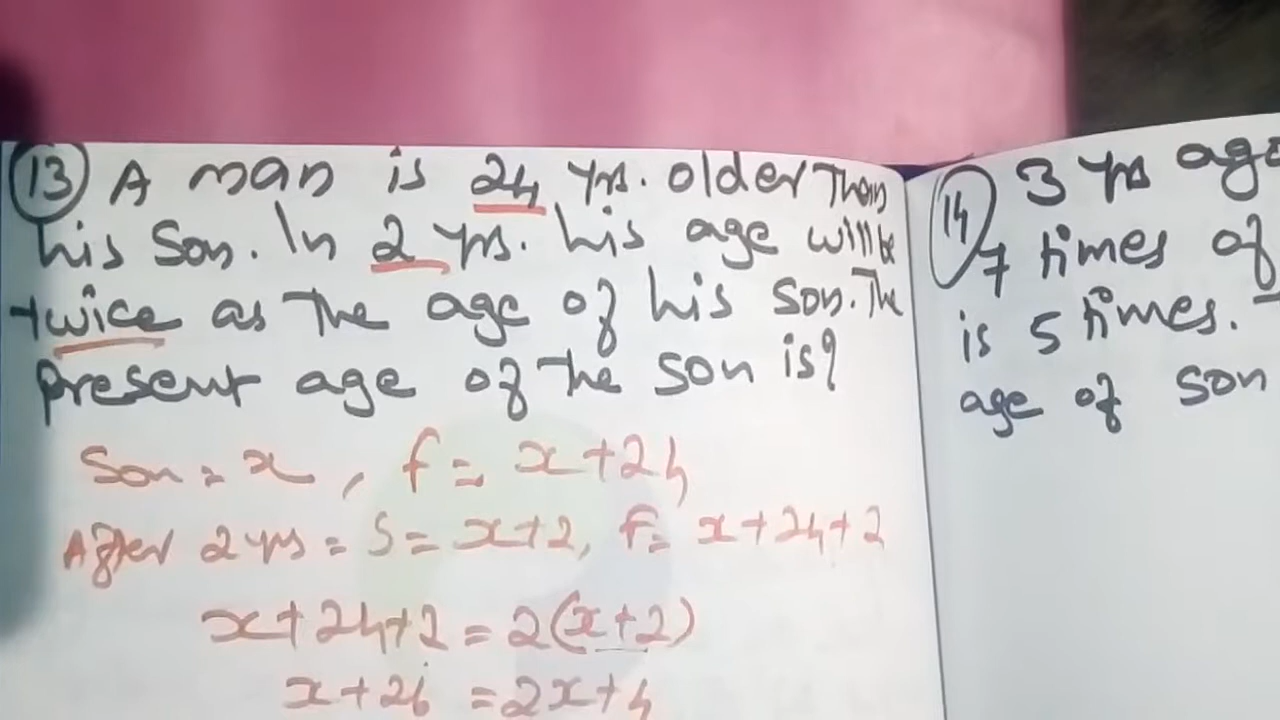 13 A man is 24 yrs. older than
his son. In 2 yrs. his age will be
twice as the age of his son. The
present age of the son is?
Son = x, f = x+24
After 2 yrs = S = x+2, f = x+24+2
x+24+2 = 2(x+2)
x+26 = 2x+4
14 3 yrs ago
7 times of
is 5 times.
age of son